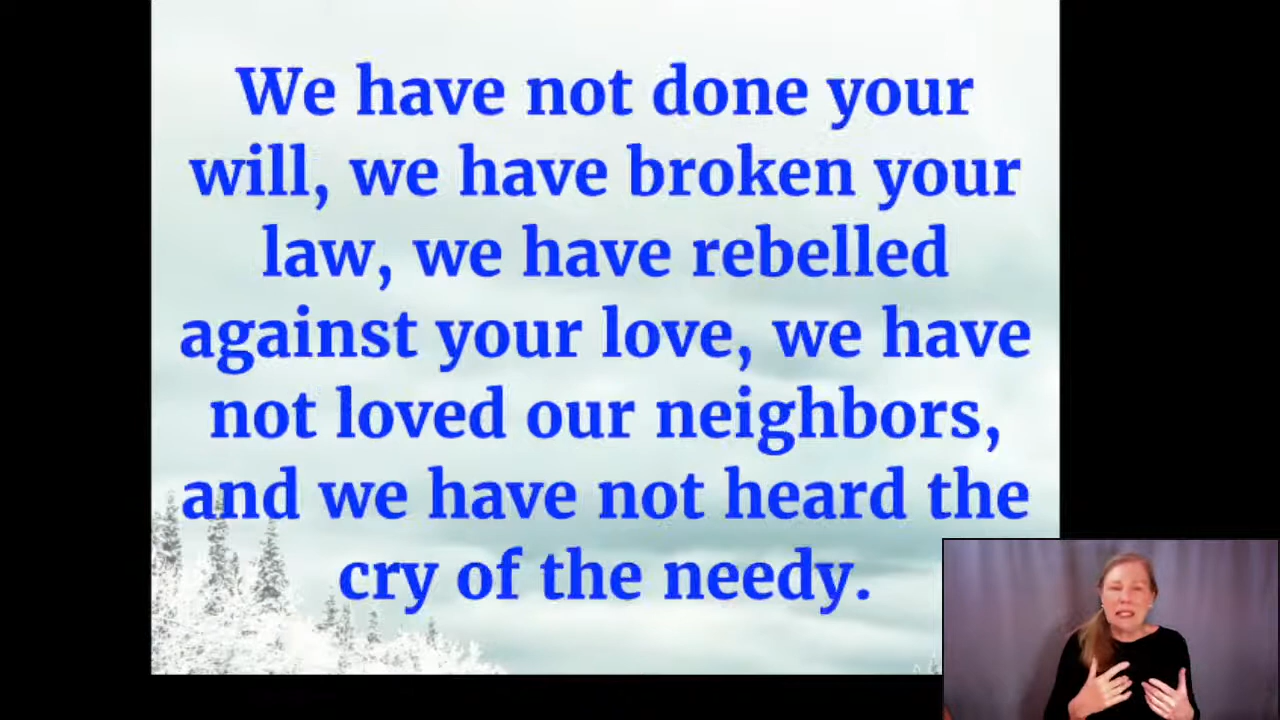 We have not done your
will, we have broken your
law, we have rebelled
against your love, we have
not loved our neighbors,
and we have not heard the
cry of the needy.